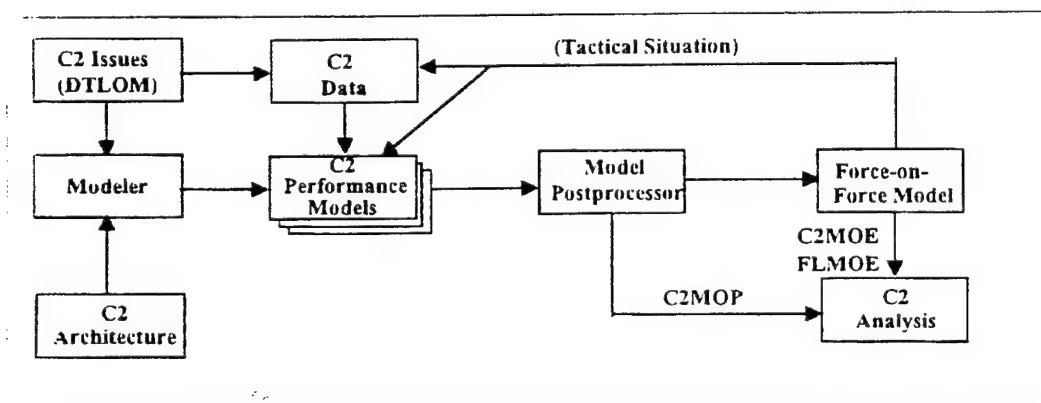 C2 Issues
(DTLOM)
C2
Data
(Tactical Situation)
Modeler
C2
Performance
Models
Model
Postprocessor
Force-on-
Force Model
C2MOE
FLMOE
C2
Architecture
C2MOP
C2
Analysis